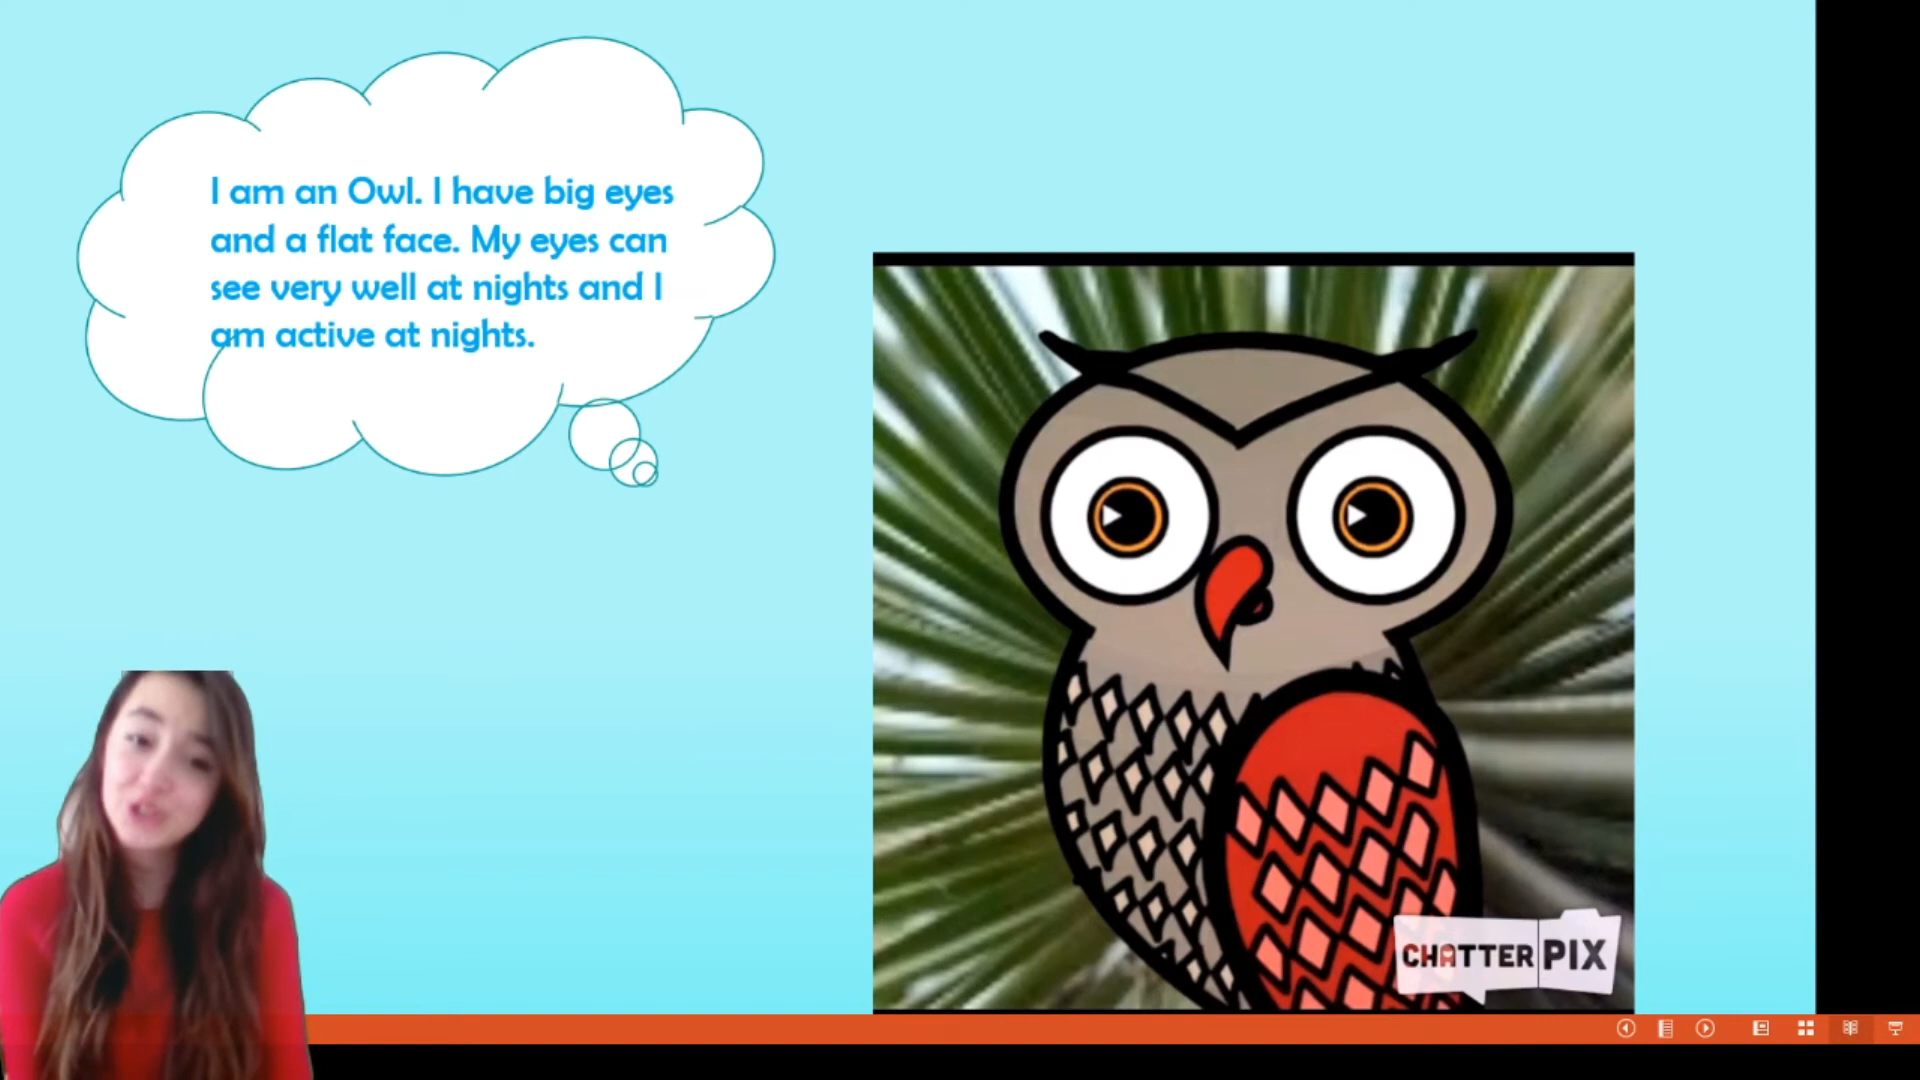 I am an Owl. I have big eyes
and a flat face. My eyes can
see very well at nights and I
am active at nights.
CHATTER PIX